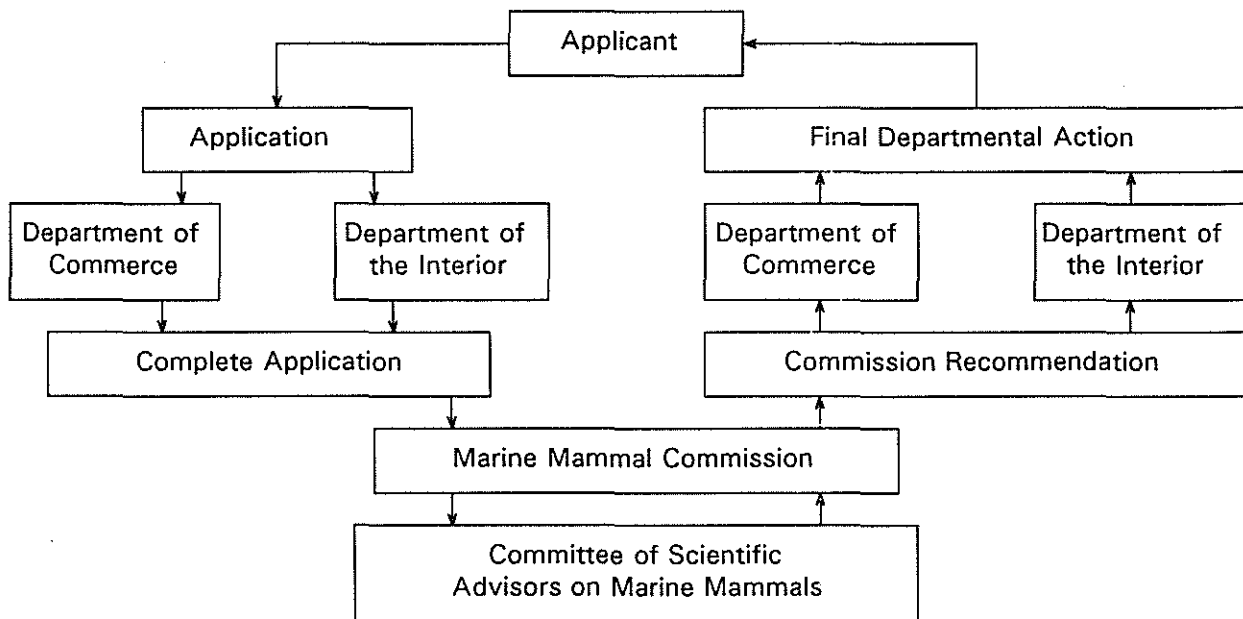 Applicant
Application
Final Departmental Action
Department of
Commerce
Department of
the Interior
Department of
Commerce
Department of
the Interior
Complete Application
Commission Recommendation
Marine Mammal Commission
Committee of Scientific
Advisors on Marine Mammals